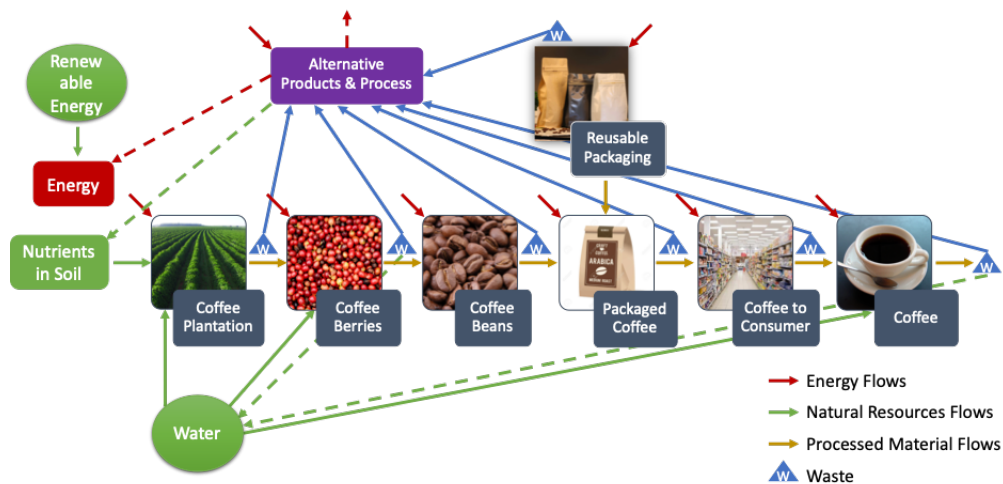 Renew
able
Energy
Alternative
Products & Process
W
Reusable
Packaging
Energy
Nutrients
in Soil
W
W
W
W
W
W
ARABICA
Coffee
Plantation
Coffee
Berries
Coffee
Beans
Packaged
Coffee
Coffee to
Consumer
Coffee
Water
Energy Flows
Natural Resources Flows
Processed Material Flows
W
Waste